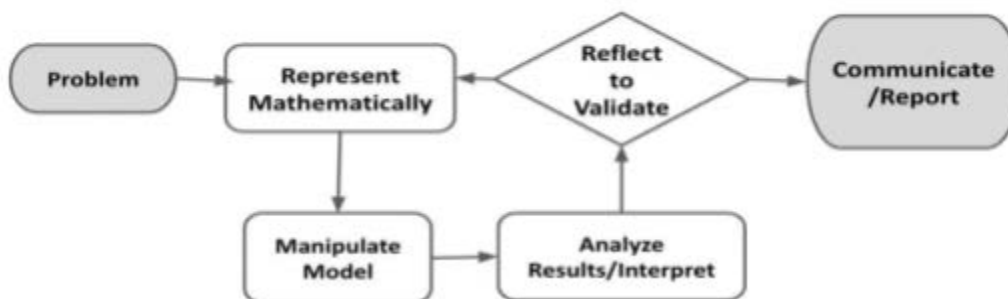 Problem
Represent
Mathematically
Reflect
to
Validate
Communicate
/Report
Manipulate
Model
Analyze
Results/Interpret